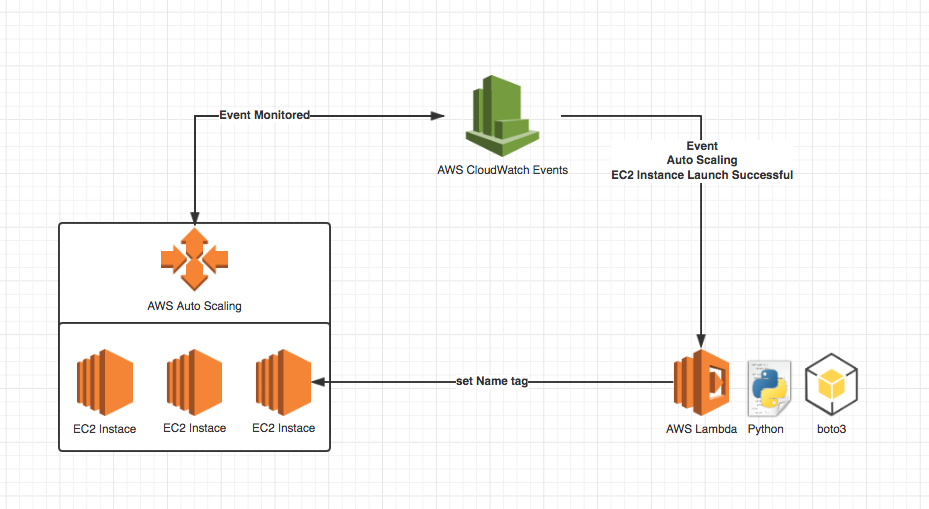 Event Monitored
AWS CloudWatch Events
Event
Auto Scaling
EC2 Instance Launch Successful
AWS Auto Scaling
set Name tag
EC2 Instace
EC2 Instace
EC2 Instace
AWS Lambda
Python
boto3